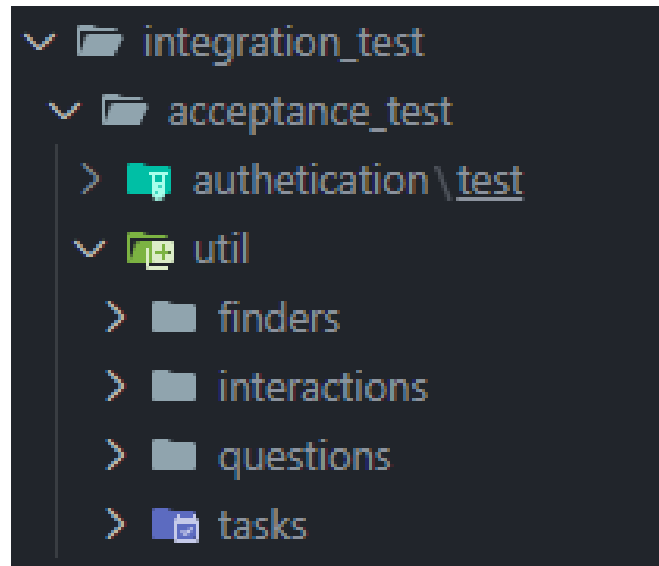 integration_test
acceptance_test
authetication\test
util
finders
interactions
questions
tasks